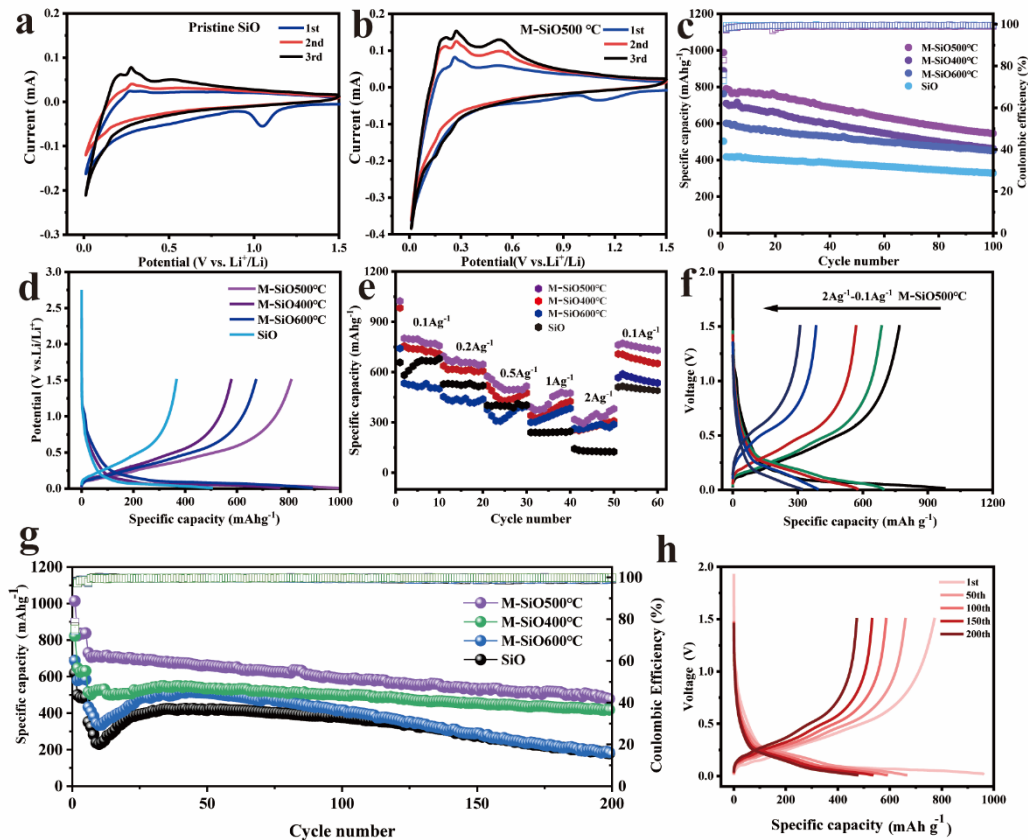 a
Pristine SiO
1st
2nd
3rd
Current (mA)
0.1
0.0
-0.1
-0.2
-0.3
0.0
0.5
1.0
1.5
Potential (V vs. Li⁺/Li)
b
M-SiO500 ℃
1st
2nd
3rd
Current (mA)
0.1
0.0
-0.1
-0.2
-0.3
-0.4
0.0
0.3
0.6
0.9
1.2
1.5
Potential(V vs.Li⁺/Li)
c
M-SiO500℃
M-SiO400℃
M-SiO600℃
SiO
Specific capacity (mAhg⁻¹)
1200
1000
800
600
400
200
0
0
20
40
60
80
100
Cycle number
Coulombic efficiency (%)
100
80
60
40
20
0
d
M-SiO500℃
M-SiO400℃
M-SiO600℃
SiO
Potential (V vs.Li/Li⁺)
3.0
2.5
2.0
1.5
1.0
0.5
0.0
0
200
400
600
800
1000
Specific capacity (mAhg⁻¹)
e
M-SiO500℃
M-SiO400℃
M-SiO600℃
SiO
0.1Ag⁻¹
0.2Ag⁻¹
0.5Ag⁻¹
1Ag⁻¹
2Ag⁻¹
0.1Ag⁻¹
Specific capacity (mAhg⁻¹)
1200
900
600
300
0
0
10
20
30
40
50
60
Cycle number
f
2Ag⁻¹-0.1Ag⁻¹ M-SiO500℃
Voltage (V)
2.0
1.5
1.0
0.5
0.0
0
300
600
900
1200
Specific capacity (mAh g⁻¹)
g
M-SiO500℃
M-SiO400℃
M-SiO600℃
SiO
Specific capacity (mAhg⁻¹)
1200
1000
800
600
400
200
0
0
50
100
150
200
Cycle number
Coulombic Efficiency (%)
100
80
60
40
20
0
h
1st
50th
100th
150th
200th
Voltage (V)
2.0
1.5
1.0
0.5
0.0
0
200
400
600
800
1000
Specific capacity (mAh g⁻¹)